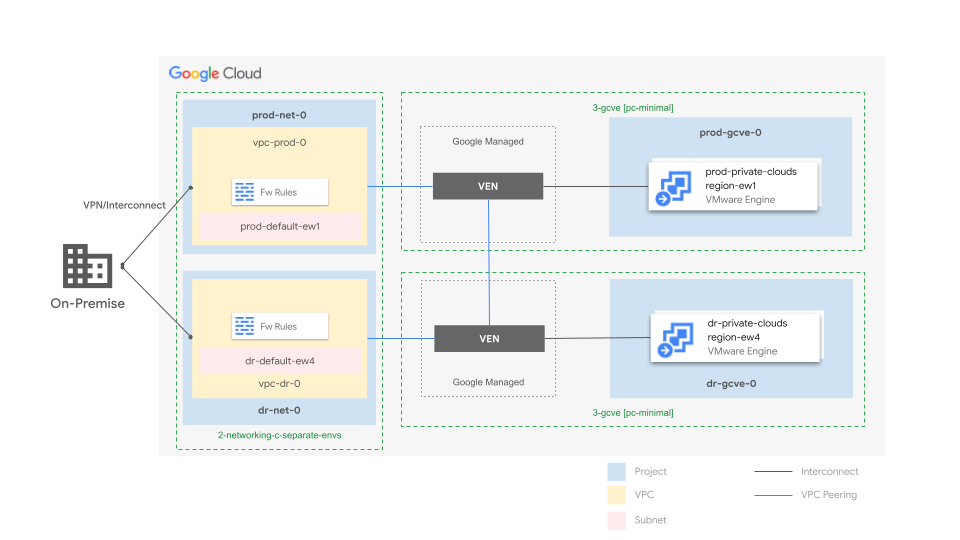 Google Cloud
prod-net-0
vpc-prod-0
Fw Rules
prod-default-ew1
VPN/Interconnect
On-Premise
Fw Rules
dr-default-ew4
vpc-dr-0
dr-net-0
2-networking-c-separate-envs
3-gcve [pc-minimal]
Google Managed
VEN
prod-gcve-0
prod-private-clouds
region-ew1
VMware Engine
VEN
Google Managed
dr-private-clouds
region-ew4
VMware Engine
dr-gcve-0
3-gcve [pc-minimal]
Project
VPC
Subnet
Interconnect
VPC Peering